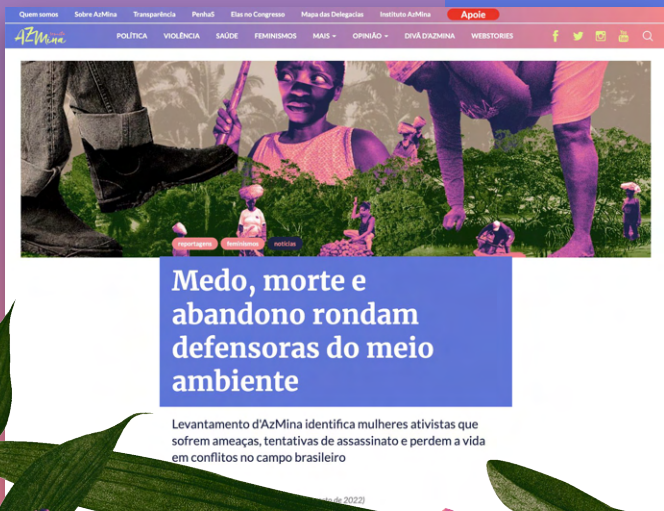 Quem somos Sobre AzMina Transparência PenhaS Elas no Congresso Mapa das Delegacias Instituto AzMina Apoie
AZMina
POLÍTICA VIOLÊNCIA SAÚDE FEMINISMOS MAIS OPINIÃO DIVÃ D'AZMINA WEBSTORIES
reportagens feminismos notícias
Medo, morte e
abandono rondam
defensoras do meio
ambiente
Levantamento d'AzMina identifica mulheres ativistas que
sofrem ameaças, tentativas de assassinato e perdem a vida
em conflitos no campo brasileiro
de 2022)